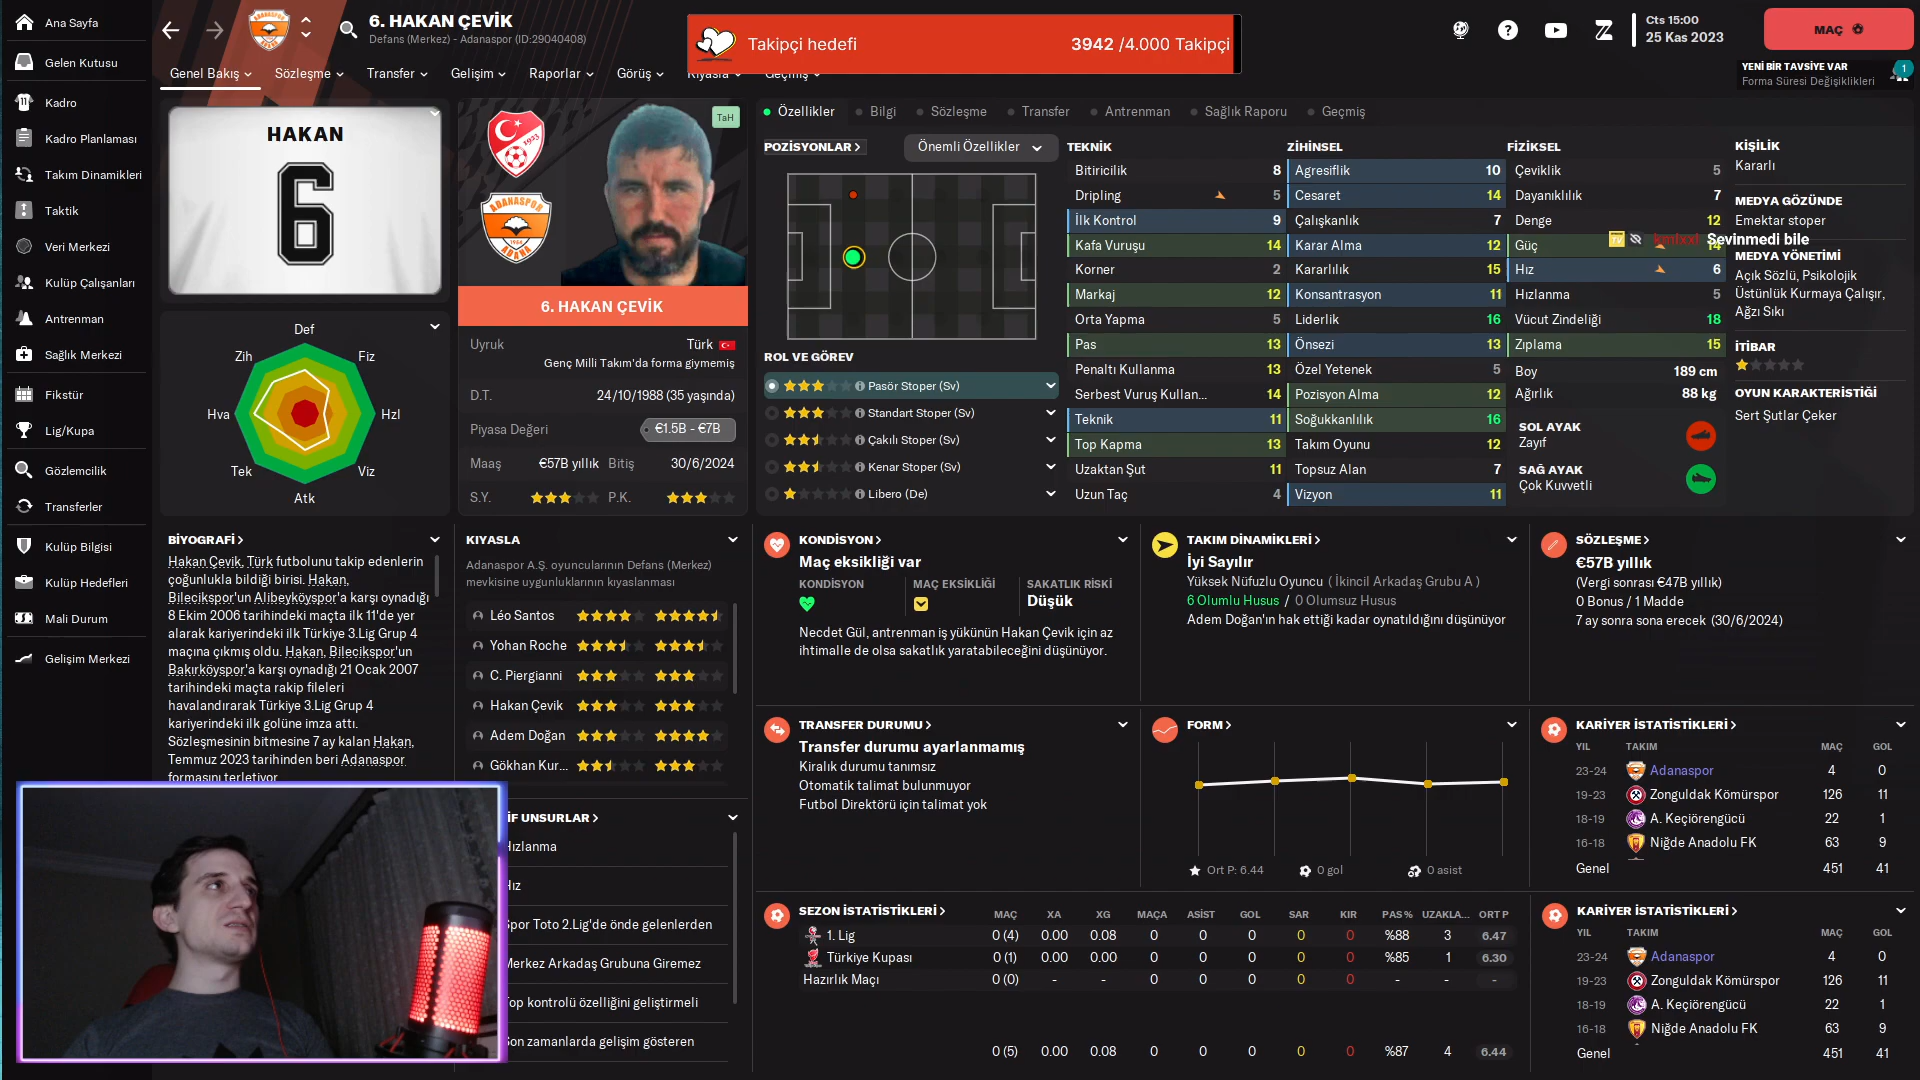 Ana Sayfa
Gelen Kutusu
Kadro
Kadro Planlaması
Takım Dinamikleri
Taktik
Veri Merkezi
Kulüp Çalışanları
Antrenman
Sağlık Merkezi
Fikstür
Lig/Kupa
Gözlemcilik
Transferler
Kulüp Bilgisi
Kulüp Hedefleri
Mali Durum
Gelişim Merkezi
6. HAKAN ÇEVİK
Defans (Merkez) - Adanaspor (ID:29040408)
Takipçi hedefi 3942 /4.000 Takipçi
Cts 15:00
25 Kas 2023
MAÇ
YENİ BİR TAVSİYE VAR 1
Forma Süresi Değişiklikleri
Genel Bakış Sözleşme Transfer Gelişim Raporlar Görüş Kıyasla Geçmiş
HAKAN
6
Def
Zih Fiz
Hva Hzl
Tek Viz
Atk
TaH
1923
ADANASPOR
1954
ADANA
6. HAKAN ÇEVİK
Uyruk Türk
Genç Milli Takım'da forma giymemiş
D.T. 24/10/1988 (35 yaşında)
Piyasa Değeri €1.5B - €7B
Maaş €57B yıllık Bitiş 30/6/2024
S.Y. P.K.
Özellikler Bilgi Sözleşme Transfer Antrenman Sağlık Raporu Geçmiş
POZİSYONLAR
Önemli Özellikler
ROL VE GÖREV
Pasör Stoper (Sv)
Standart Stoper (Sv)
Çakılı Stoper (Sv)
Kenar Stoper (Sv)
Libero (De)
TEKNİK
Bitiricilik 8
Dripling 5
İlk Kontrol 9
Kafa Vuruşu 14
Korner 2
Markaj 12
Orta Yapma 5
Pas 13
Penaltı Kullanma 13
Serbest Vuruş Kullan... 14
Teknik 11
Top Kapma 13
Uzaktan Şut 11
Uzun Taç 4
ZİHİNSEL
Agresiflik 10
Cesaret 14
Çalışkanlık 7
Karar Alma 12
Kararlılık 15
Konsantrasyon 11
Liderlik 16
Önsezi 13
Özel Yetenek 5
Pozisyon Alma 12
Soğukkanlılık 16
Takım Oyunu 12
Topsuz Alan 7
Vizyon 11
FİZİKSEL
Çeviklik 5
Dayanıklılık 7
Denge 12
Güç 14
Hız 6
Hızlanma 5
Vücut Zindeliği 18
Zıplama 15
Boy 189 cm
Ağırlık 88 kg
SOL AYAK
Zayıf
SAĞ AYAK
Çok Kuvvetli
KİŞİLİK
Kararlı
MEDYA GÖZÜNDE
Emektar stoper
Sevinmedi bile
MEDYA YÖNETİMİ
Açık Sözlü, Psikolojik
Üstünlük Kurmaya Çalışır,
Ağzı Sıkı
İTİBAR
OYUN KARAKTERİSTİĞİ
Sert Şutlar Çeker
BİYOGRAFİ
Hakan Çevik, Türk futbolunu takip edenlerin
çoğunlukla bildiği birisi. Hakan,
Bilecikspor'un Alibeyköyspor'a karşı oynadığı
8 Ekim 2006 tarihindeki maçta ilk 11'de yer
alarak kariyerindeki ilk Türkiye 3.Lig Grup 4
maçına çıkmış oldu. Hakan, Bilecikspor'un
Bakırköyspor'a karşı oynadığı 21 Ocak 2007
tarihindeki maçta rakip fileleri
havalandırarak Türkiye 3.Lig Grup 4
kariyerindeki ilk golüne imza attı.
Sözleşmesinin bitmesine 7 ay kalan Hakan,
Temmuz 2023 tarihinden beri Adanaspor
formasını terletiyor
KIYASLA
Adanaspor A.Ş. oyuncularının Defans (Merkez)
mevkisine uygunluklarının kıyaslanması
Léo Santos
Yohan Roche
C. Piergianni
Hakan Çevik
Adem Doğan
Gökhan Kur...
İF UNSURLAR
Hızlanma
Hız
Spor Toto 2.Lig'de önde gelenlerden
Merkez Arkadaş Grubuna Giremez
Top kontrolü özelliğini geliştirmeli
Son zamanlarda gelişim gösteren
KONDİSYON
Maç eksikliği var
KONDİSYON MAÇ EKSİKLİĞİ SAKATLIK RİSKİ
Düşük
Necdet Gül, antrenman iş yükünün Hakan Çevik için az
ihtimalle de olsa sakatlık yaratabileceğini düşünüyor.
TAKIM DİNAMİKLERİ
İyi Sayılır
Yüksek Nüfuzlu Oyuncu ( İkincil Arkadaş Grubu A )
6 Olumlu Husus / 0 Olumsuz Husus
Adem Doğan'ın hak ettiği kadar oynatıldığını düşünüyor
SÖZLEŞME
€57B yıllık
(Vergi sonrası €47B yıllık)
0 Bonus / 1 Madde
7 ay sonra sona erecek (30/6/2024)
TRANSFER DURUMU
Transfer durumu ayarlanmamış
Kiralık durumu tanımsız
Otomatik talimat bulunmuyor
Futbol Direktörü için talimat yok
FORM
Ort P: 6.44 0 gol 0 asist
KARİYER İSTATİSTİKLERİ
YIL TAKIM MAÇ GOL
23-24 Adanaspor 4 0
19-23 Zonguldak Kömürspor 126 11
18-19 A. Keçiörengücü 22 1
16-18 Niğde Anadolu FK 63 9
Genel 451 41
SEZON İSTATİSTİKLERİ MAÇ XA XG MAÇA ASİST GOL SAR KIR PAS % UZAKLA... ORT P
1. Lig 0 (4) 0.00 0.08 0 0 0 0 0 %88 3 6.47
Türkiye Kupası 0 (1) 0.00 0.00 0 0 0 0 0 %85 1 6.30
Hazırlık Maçı 0 (0) - - 0 0 0 0 0 - - -
0 (5) 0.00 0.08 0 0 0 0 0 %87 4 6.44
KARİYER İSTATİSTİKLERİ
YIL TAKIM MAÇ GOL
23-24 Adanaspor 4 0
19-23 Zonguldak Kömürspor 126 11
18-19 A. Keçiörengücü 22 1
16-18 Niğde Anadolu FK 63 9
Genel 451 41